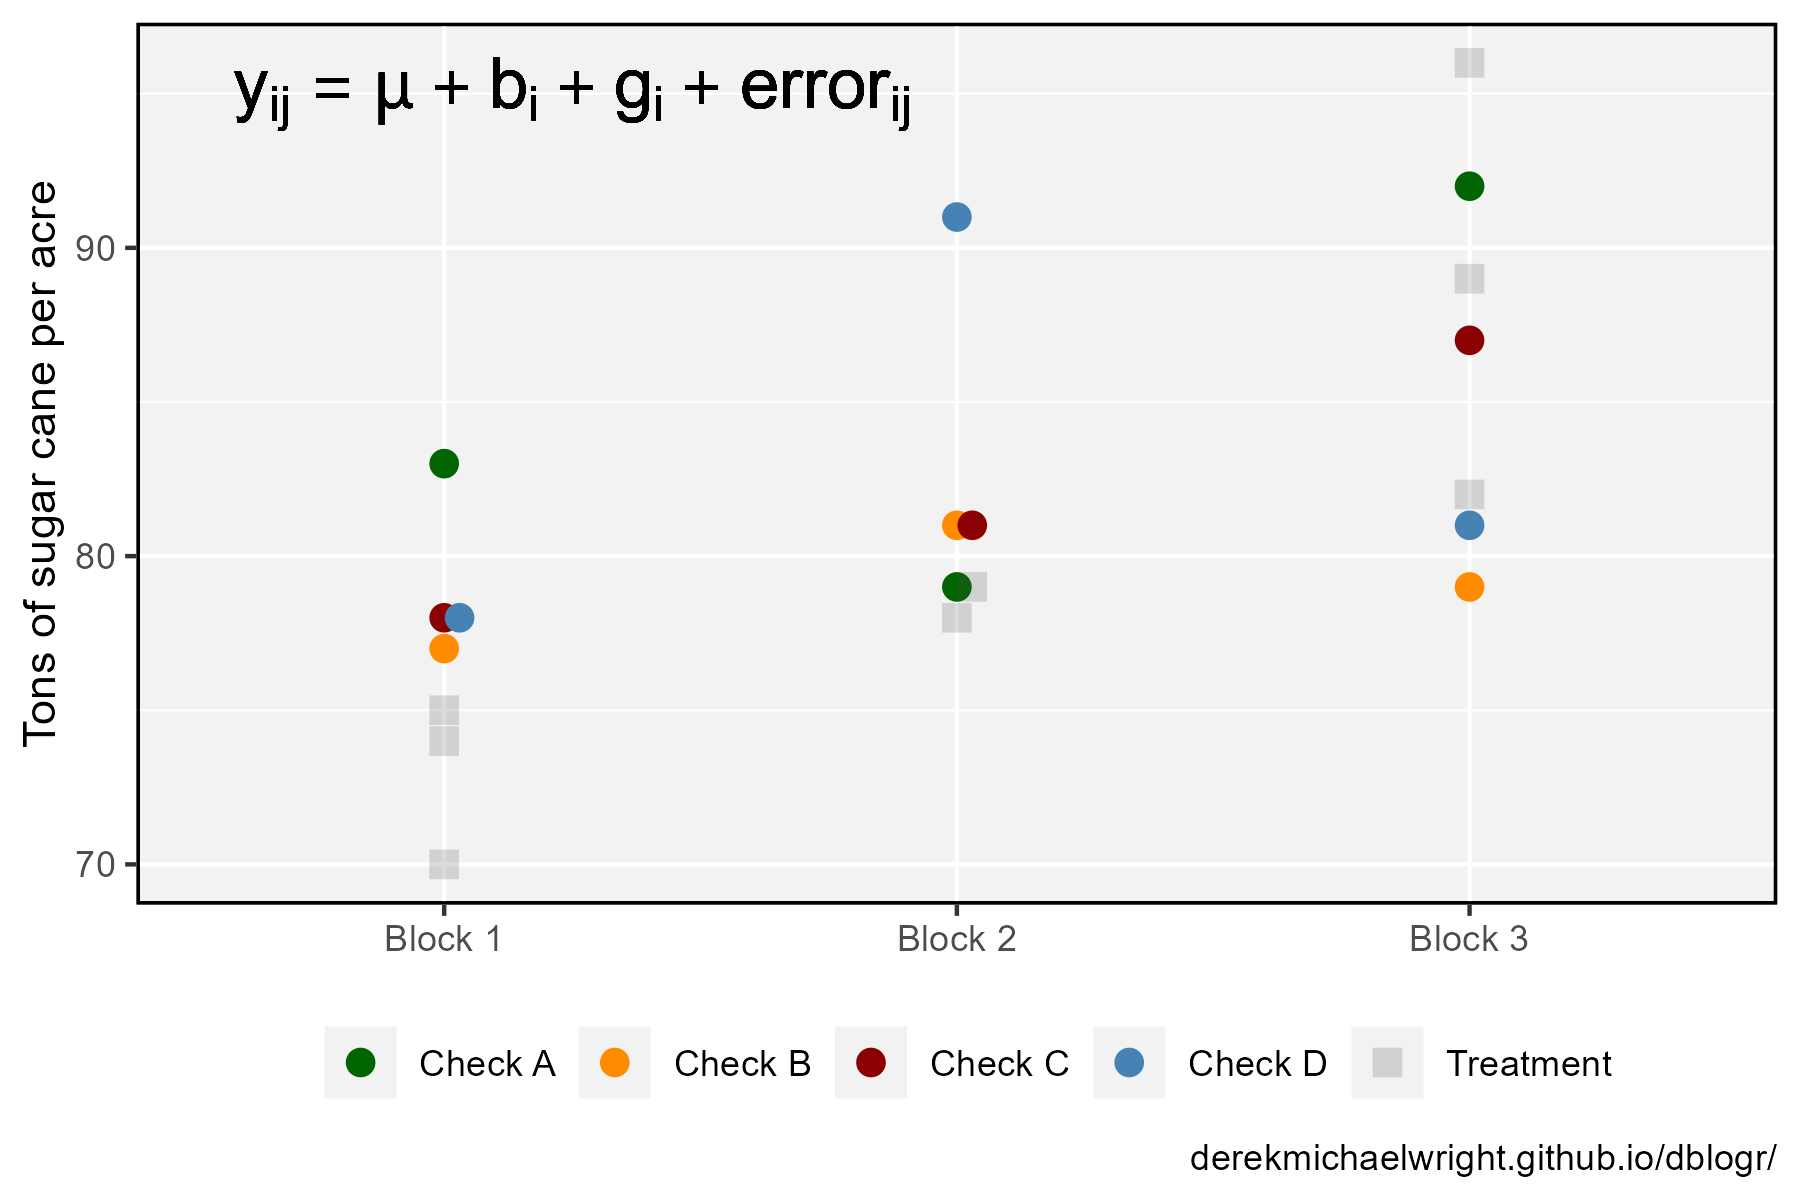 yij = μ + bi + gi + errorij
Tons of sugar cane per acre
90
80
70
Block 1 Block 2 Block 3
Check A Check B Check C Check D Treatment
derekmichaelwright.github.io/dblogr/